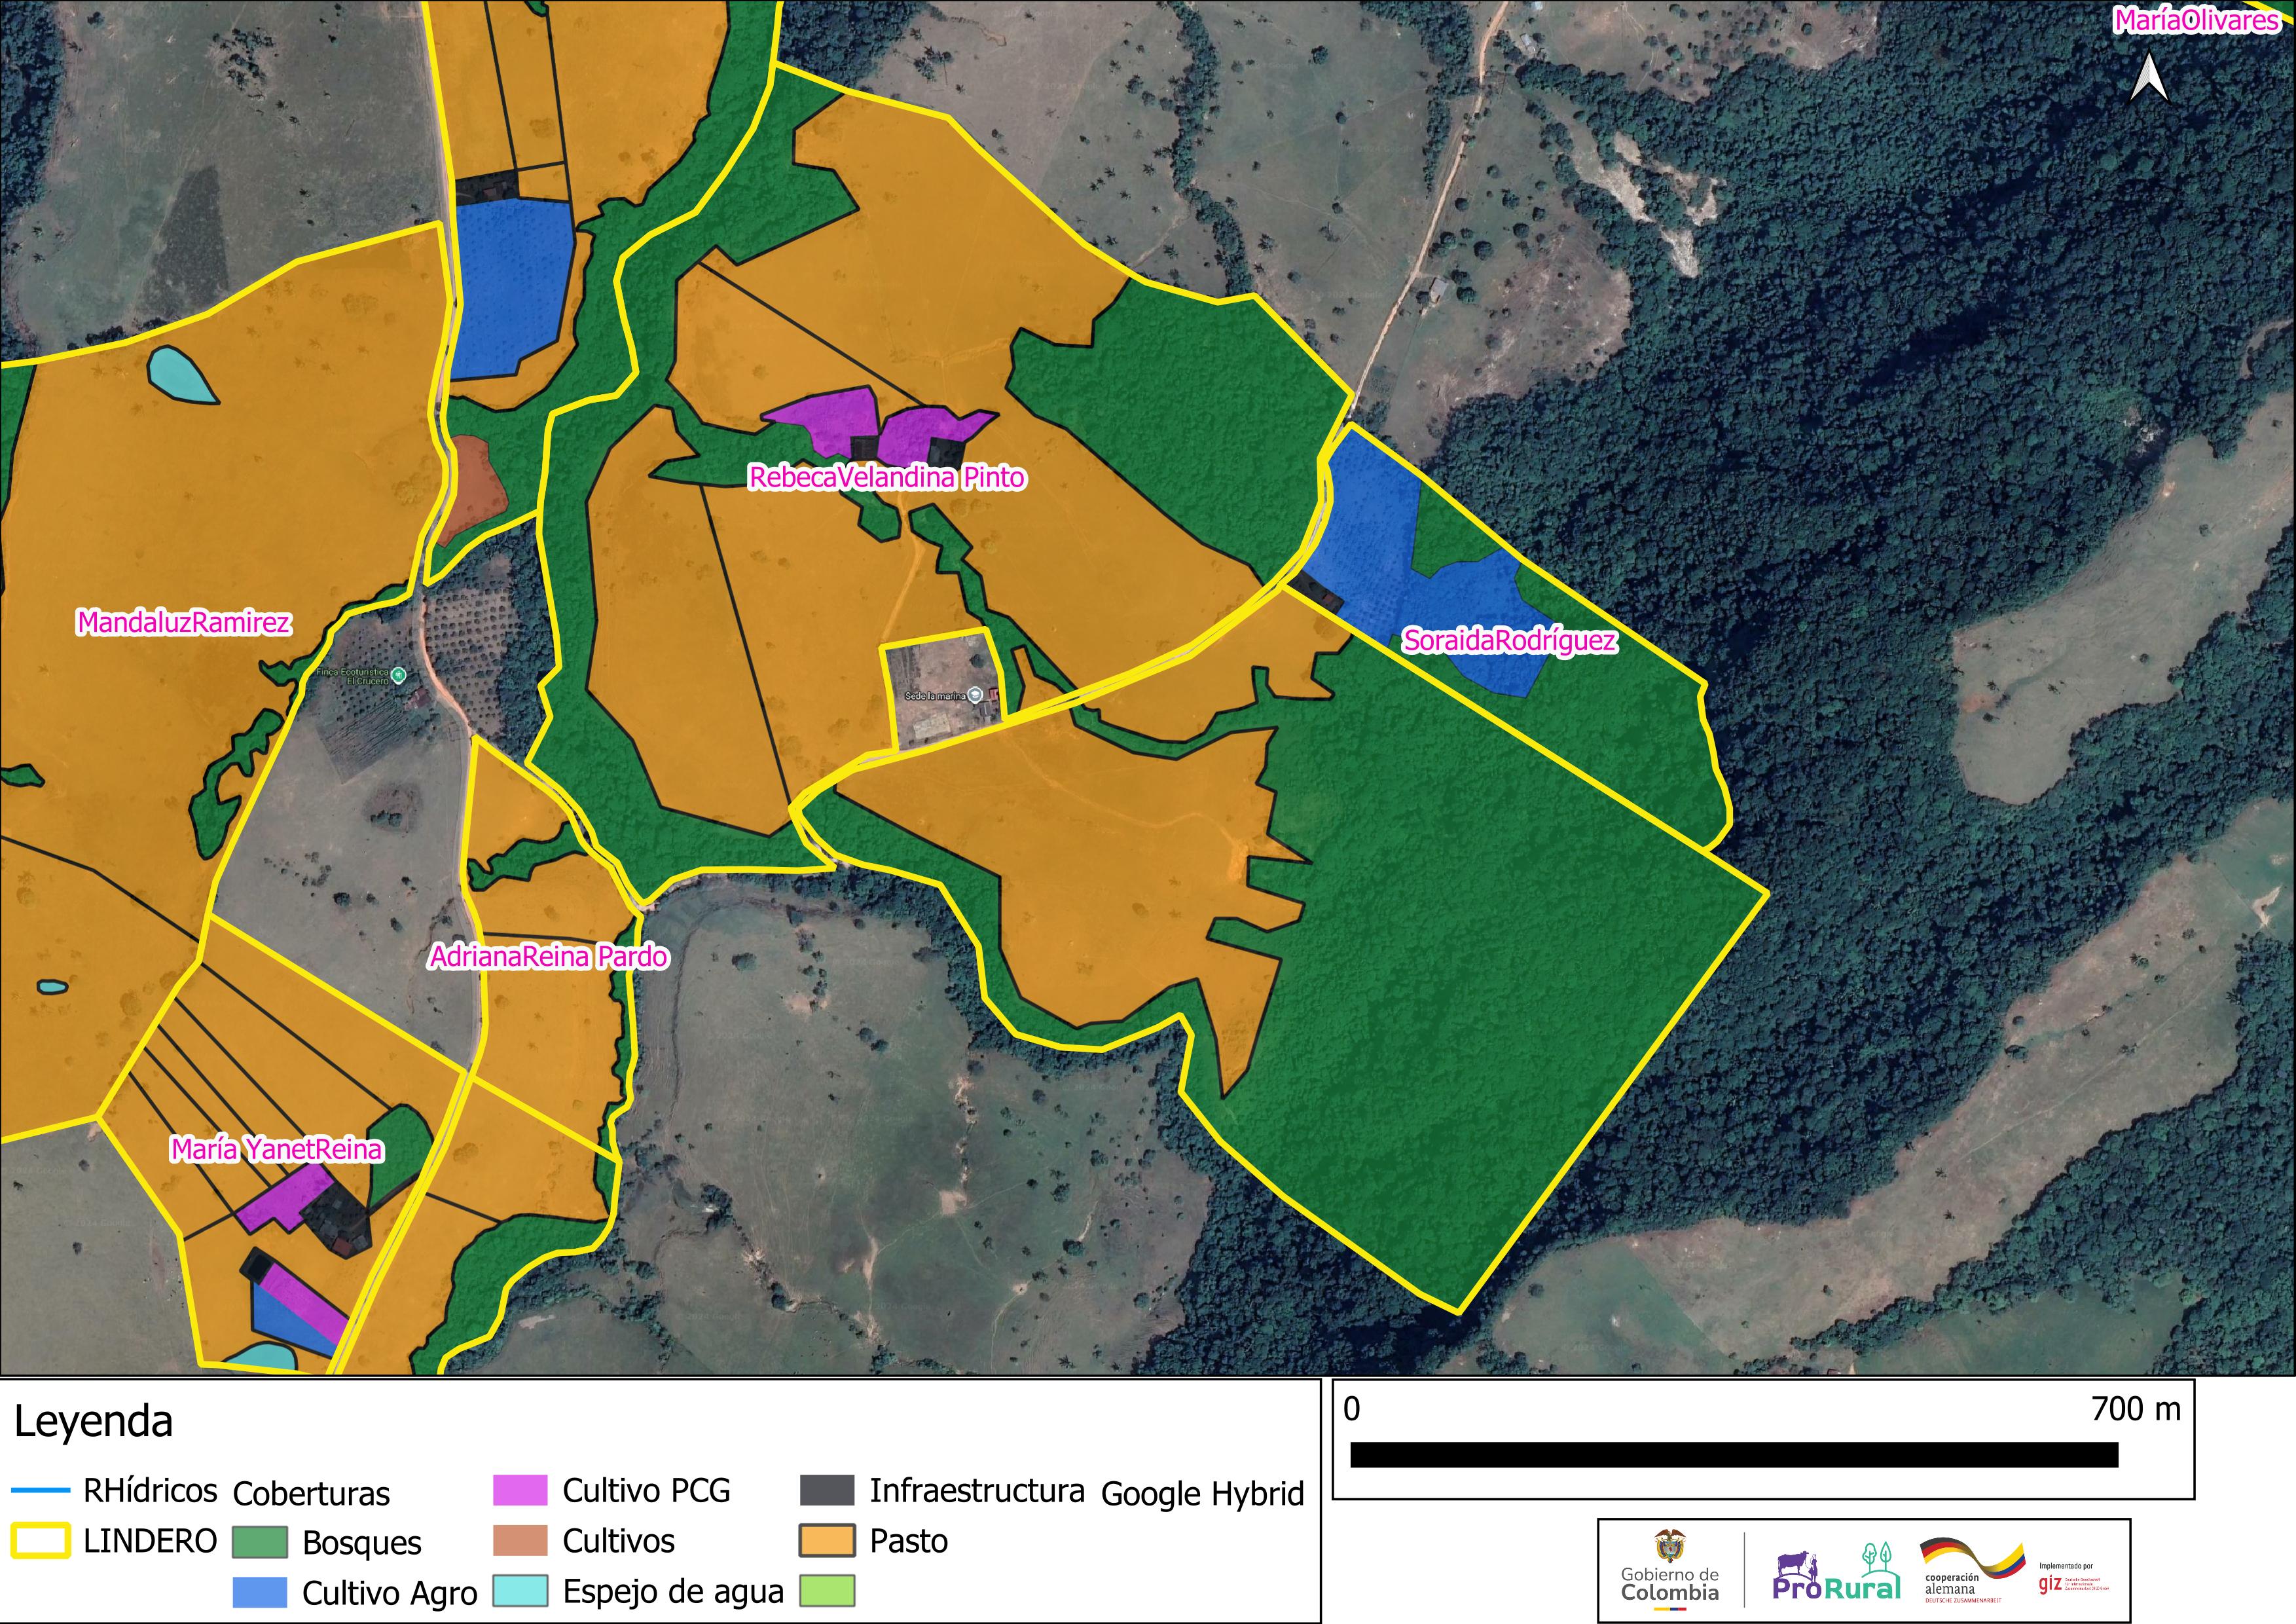 MaríaOlivares
RebecaVelandina Pinto
MandaluzRamirez
SoraidaRodríguez
Finca Ecoturística
El Crucero
Sede la marina
AdrianaReina Pardo
María YanetReina
Leyenda
RHídricos
LINDERO
Coberturas
Bosques
Cultivo Agro
Cultivo PCG
Cultivos
Espejo de agua
Infraestructura
Pasto
Google Hybrid
0 700 m
Gobierno de
Colombia
ProRural
cooperación
alemana
DEUTSCHE ZUSAMMENARBEIT
Implementado por
giz